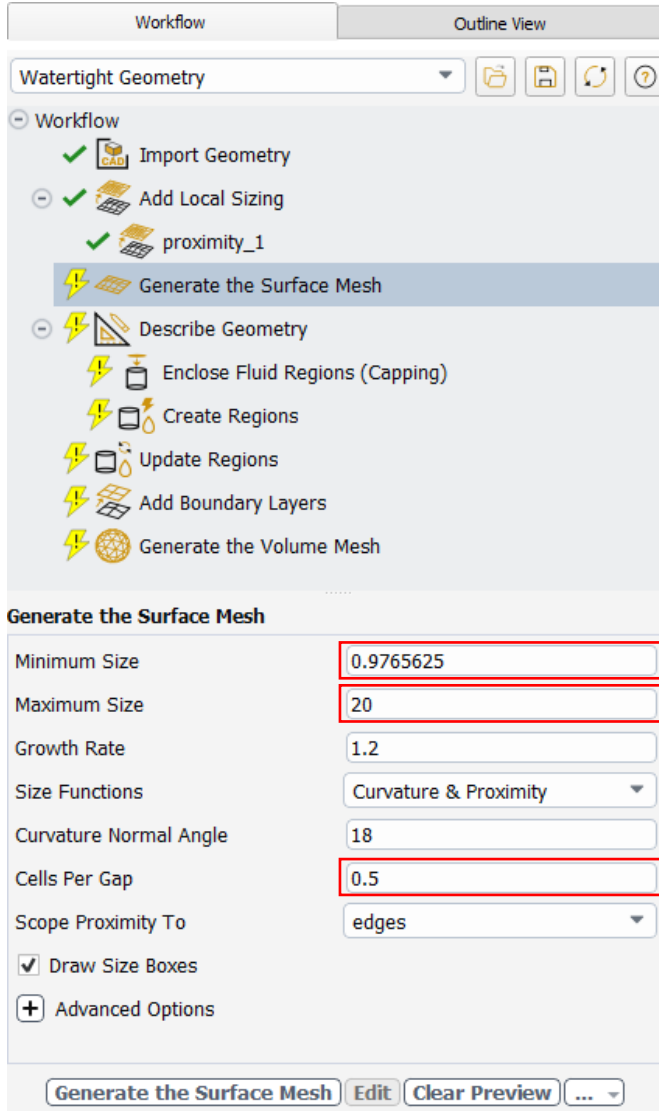 Workflow Outline View
Watertight Geometry
Workflow
CAD Import Geometry
Add Local Sizing
proximity_1
Generate the Surface Mesh
Describe Geometry
Enclose Fluid Regions (Capping)
Create Regions
Update Regions
Add Boundary Layers
Generate the Volume Mesh
Generate the Surface Mesh
Minimum Size 0.9765625
Maximum Size 20
Growth Rate 1.2
Size Functions Curvature & Proximity
Curvature Normal Angle 18
Cells Per Gap 0.5
Scope Proximity To edges
Draw Size Boxes
Advanced Options
Generate the Surface Mesh Edit Clear Preview ...